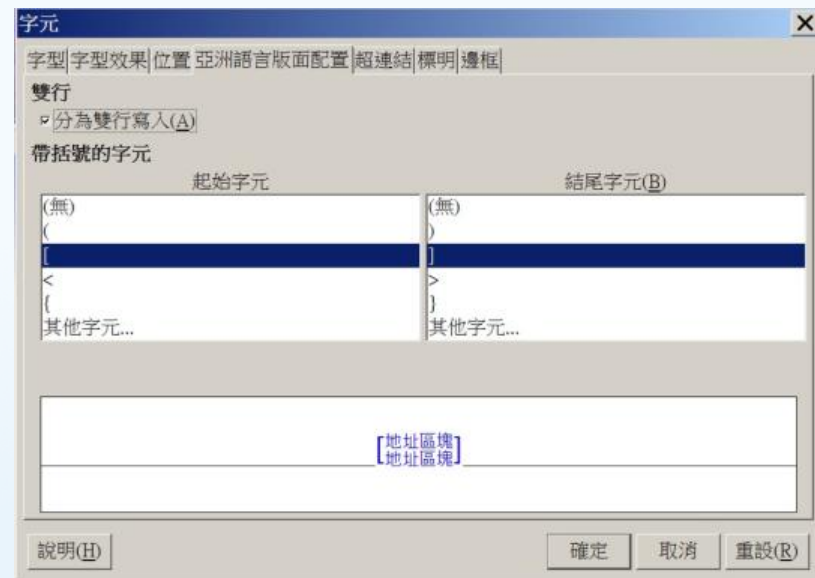 字元
字型 字型效果 位置 亞洲語言版面配置 超連結 標明 邊框
雙行
分為雙行寫入(A)
帶括號的字元
起始字元 結尾字元(B)
(無) (無)
( )
[ ]
< >
{ }
其他字元... 其他字元...
[地址區塊
地址區塊]
說明(H) 確定 取消 重設(R)